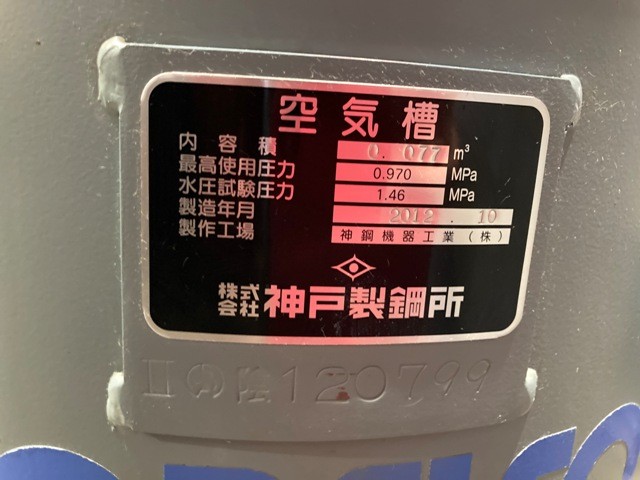 空気槽
内容積 0.077 m³
最高使用圧力 0.970 MPa
水圧試験圧力 1.46 MPa
製造年月 2012.10
製作工場 神鋼機器工業(株)
株式会社 神戸製鋼所
120799